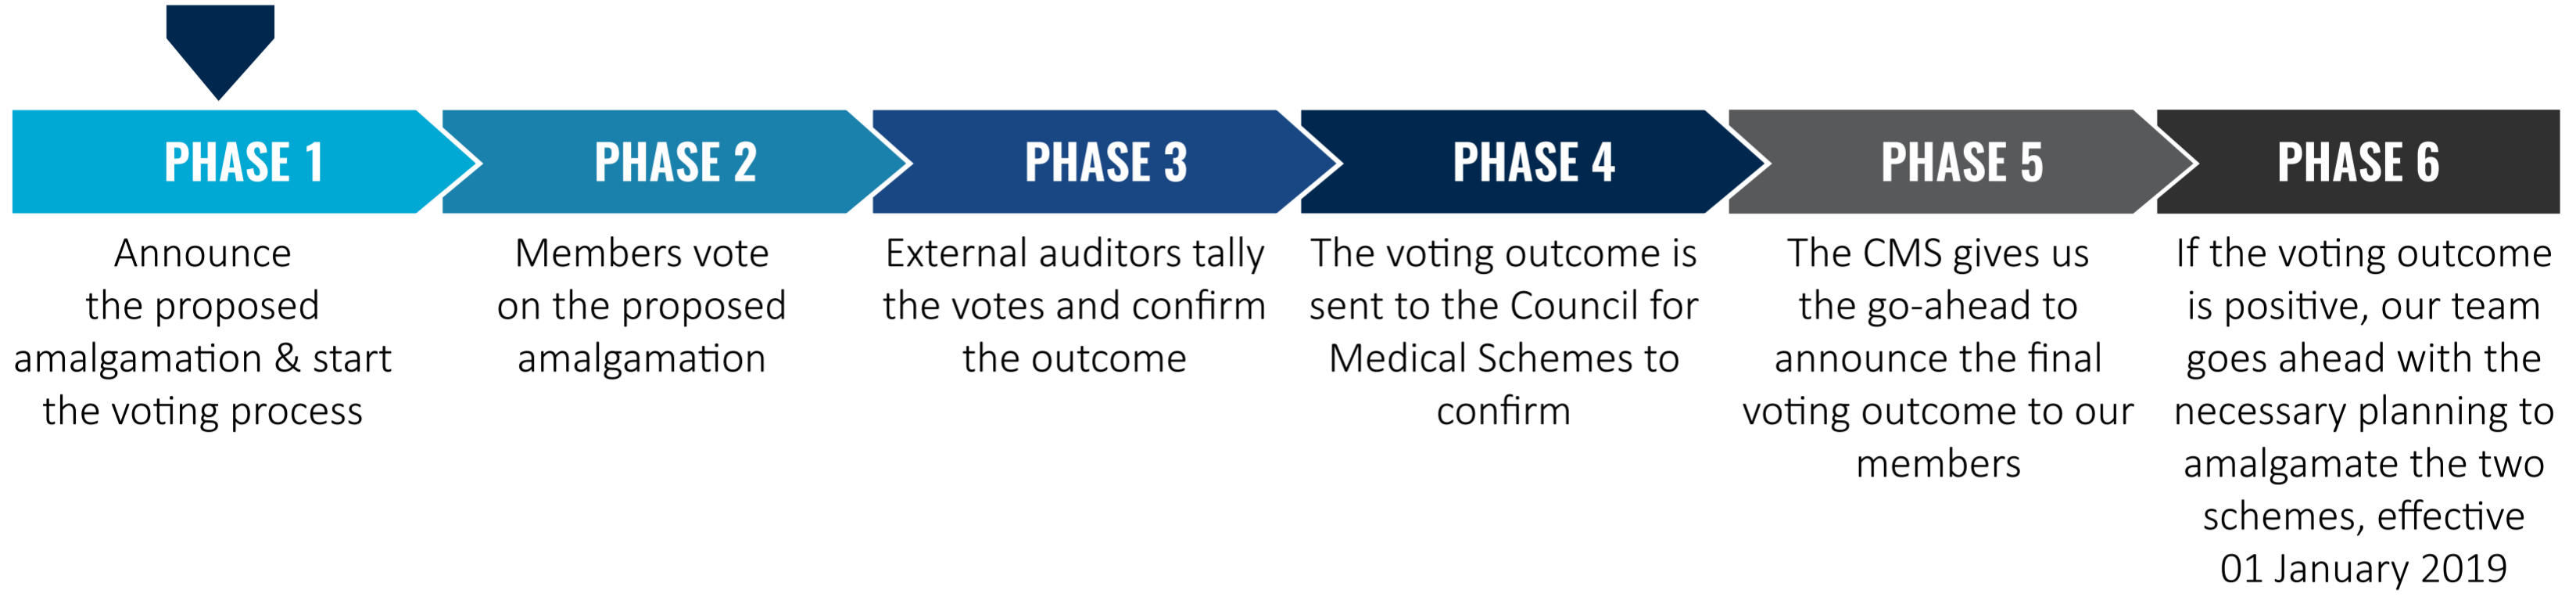 PHASE 1
Announce
the proposed
amalgamation & start
the voting process
PHASE 2
Members vote
on the proposed
amalgamation
PHASE 3
External auditors tally
the votes and confirm
the outcome
PHASE 4
The voting outcome is
sent to the Council for
Medical Schemes to
confirm
PHASE 5
The CMS gives us
the go-ahead to
announce the final
voting outcome to our
members
PHASE 6
If the voting outcome
is positive, our team
goes ahead with the
necessary planning to
amalgamate the two
schemes, effective
01 January 2019